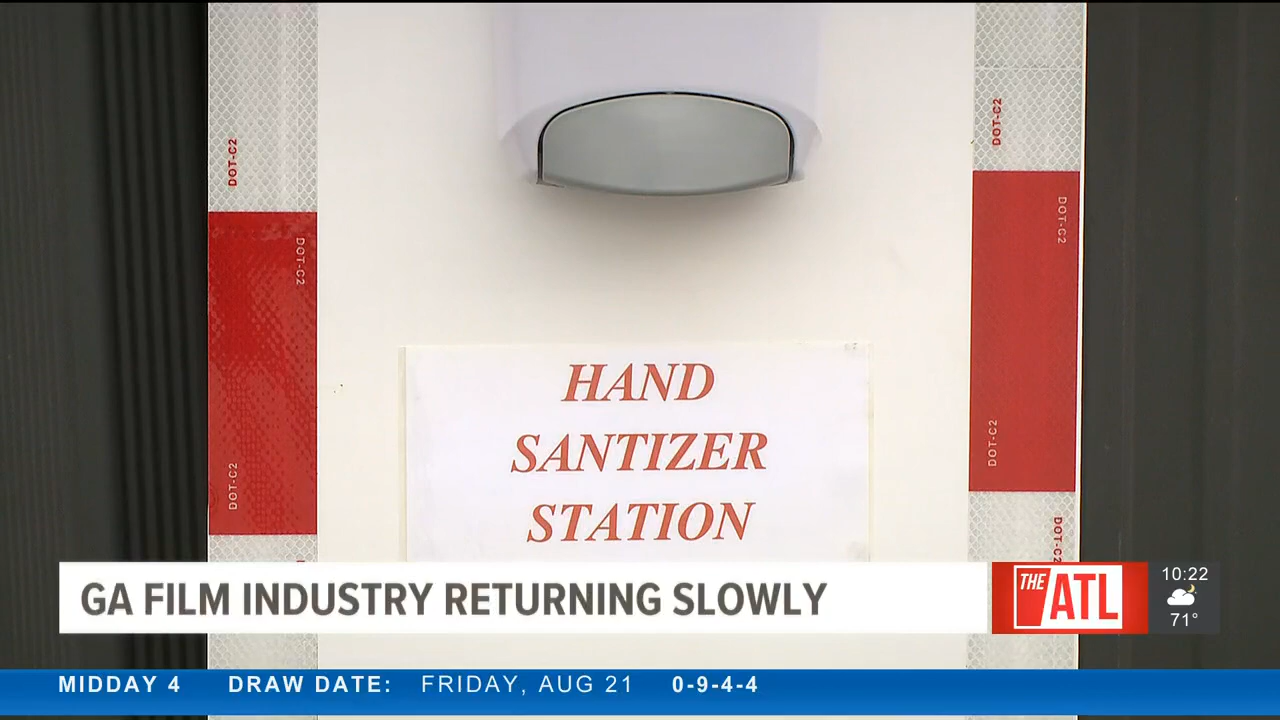 DOT-C2
DOT-C2
DOT-C2
DOT-C2
DOT-C2
DOT-C2
DOT-C2
HAND
SANTIZER
STATION
GA FILM INDUSTRY RETURNING SLOWLY
THE ATL
10:22
71°
MIDDAY 4 DRAW DATE: FRIDAY, AUG 21 0-9-4-4